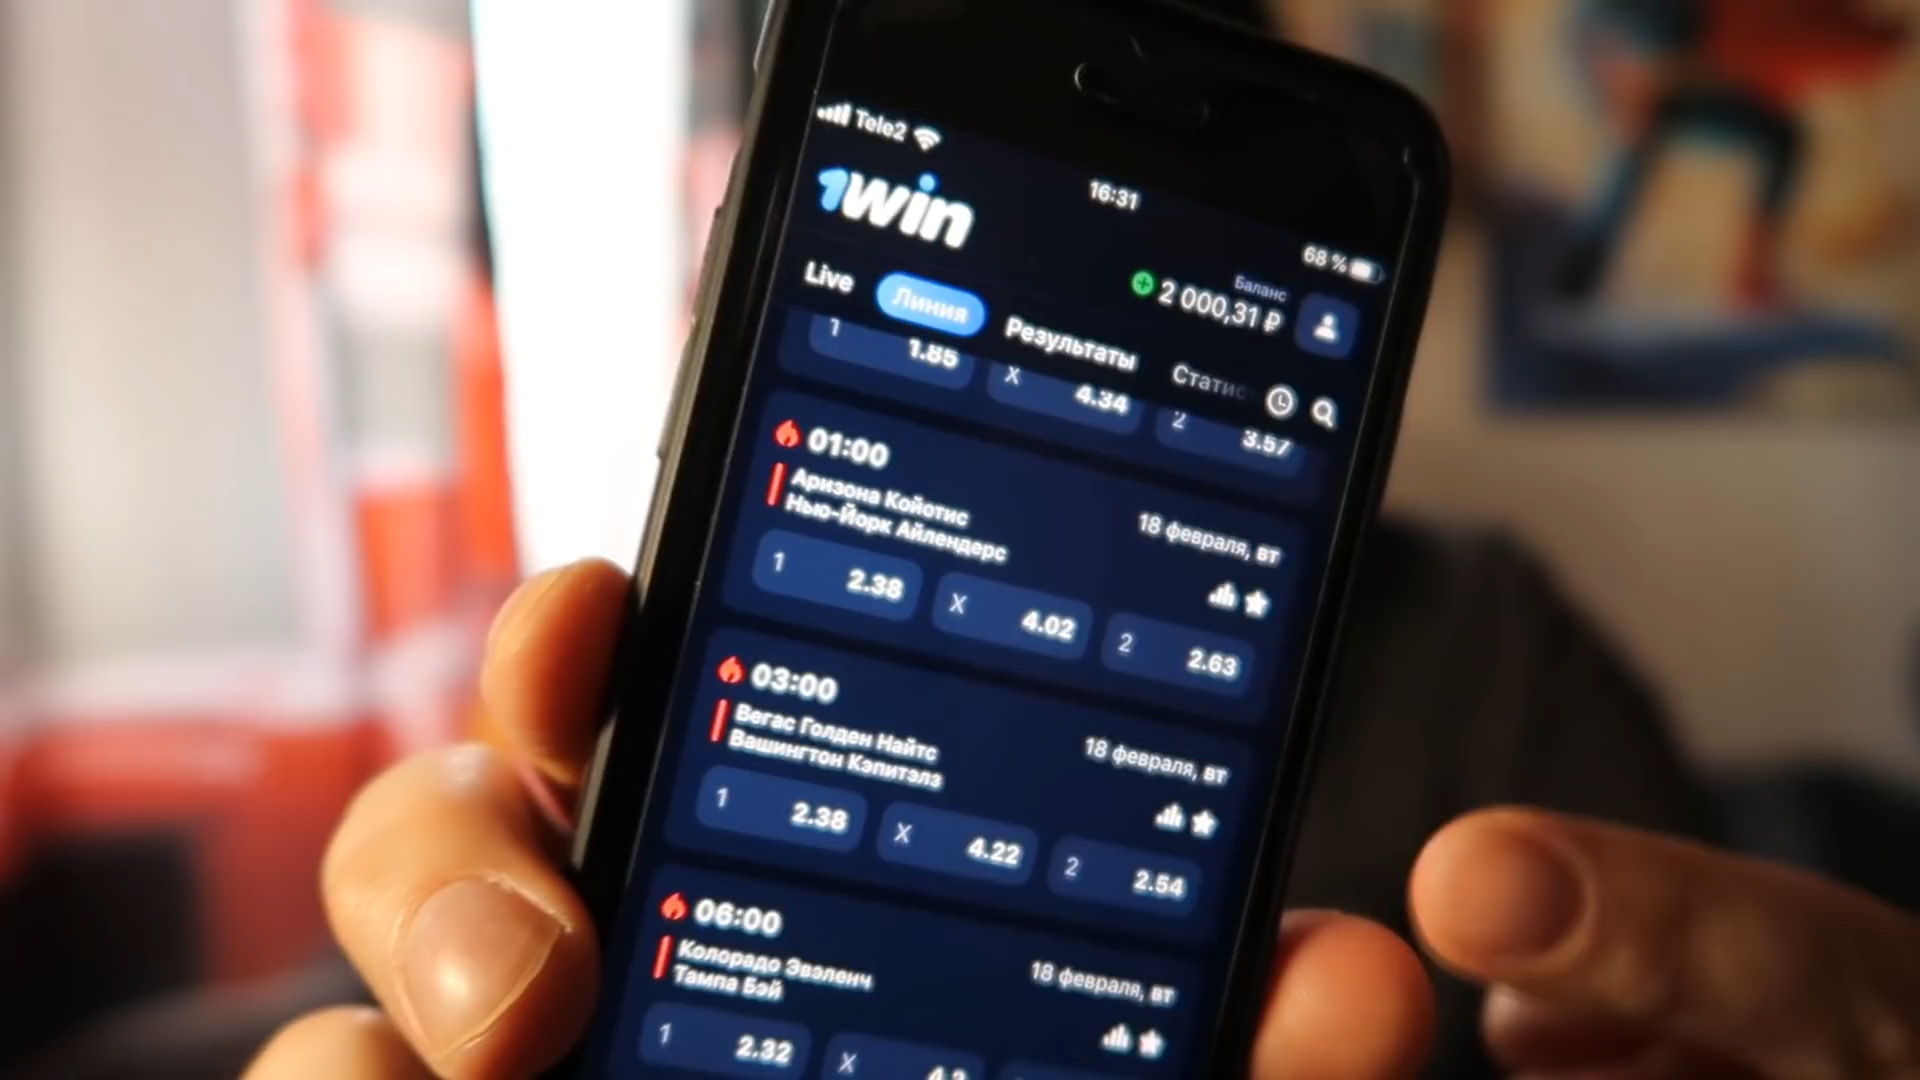 Tele2
16:31
68 %
1win
Баланс
2 000,31 ₽
Live
Линия
Результаты
Статис
1 1.85
X 4.34
2 3.57
01:00
Аризона Койотис
Нью-Йорк Айлендерс
18 февраля, вт
1 2.38
X 4.02
2 2.63
03:00
Вегас Голден Найтс
Вашингтон Кэпитэлз
18 февраля, вт
1 2.38
X 4.22
2 2.54
06:00
Колорадо Эвэленч
Тампа Бэй
18 февраля, вт
1 2.32
X